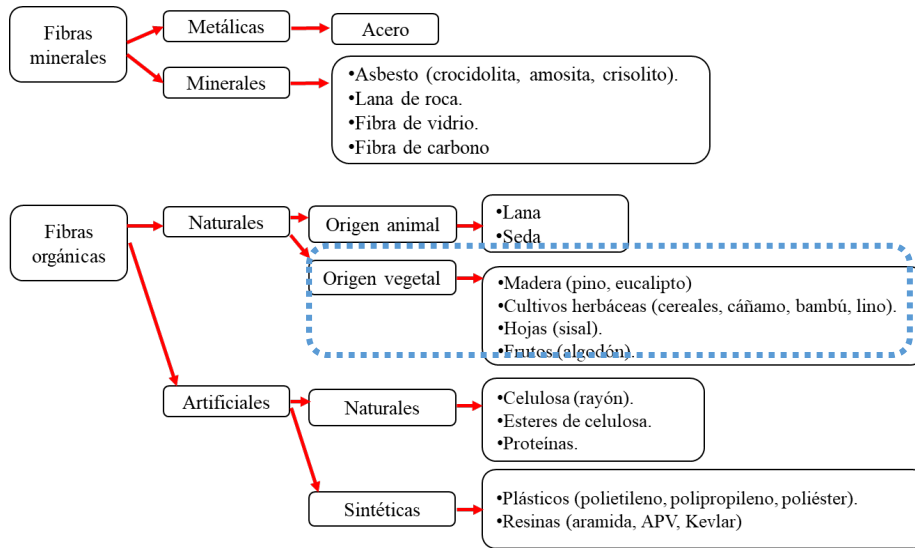 Fibras
minerales
Metálicas
Acero
Minerales
•Asbesto (crocidolita, amosita, crisolito).
•Lana de roca.
•Fibra de vidrio.
•Fibra de carbono
Fibras
orgánicas
Naturales
Origen animal
•Lana
•Seda
Origen vegetal
•Madera (pino, eucalipto)
•Cultivos herbáceas (cereales, cáñamo, bambú, lino).
•Hojas (sisal).
•Frutos (algodón).
Artificiales
Naturales
•Celulosa (rayón).
•Esteres de celulosa.
•Proteínas.
Sintéticas
•Plásticos (polietileno, polipropileno, poliéster).
•Resinas (aramida, APV, Kevlar)